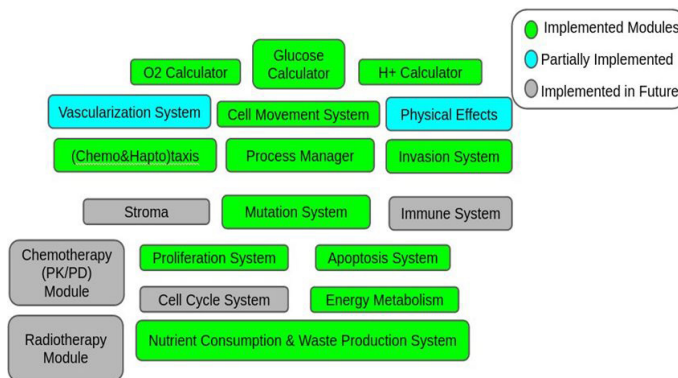 Implemented Modules
Partially Implemented
Implemented in Future
Glucose
Calculator
O2 Calculator
H+ Calculator
Vascularization System
Cell Movement System
Physical Effects
(Chemo&Hapto)taxis
Process Manager
Invasion System
Stroma
Mutation System
Immune System
Chemotherapy
(PK/PD)
Module
Proliferation System
Apoptosis System
Cell Cycle System
Energy Metabolism
Radiotherapy
Module
Nutrient Consumption & Waste Production System